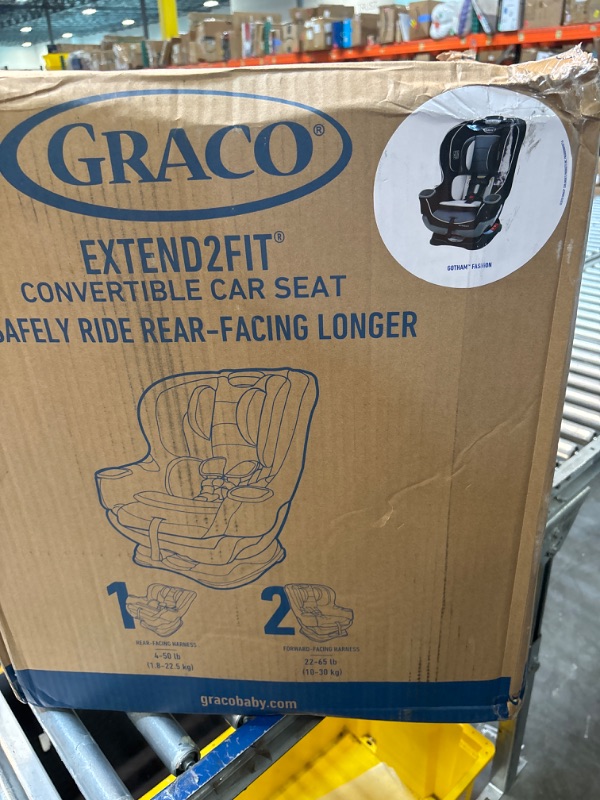 GRACO®
EXTEND2FIT®
CONVERTIBLE CAR SEAT
SAFELY RIDE REAR-FACING LONGER
GOTHAM™ FASHION
1
REAR-FACING HARNESS
4-50 lb
(1.8-22.5 kg)
2
FORWARD-FACING HARNESS
22-65 lb
(10-30 kg)
gracobaby.com